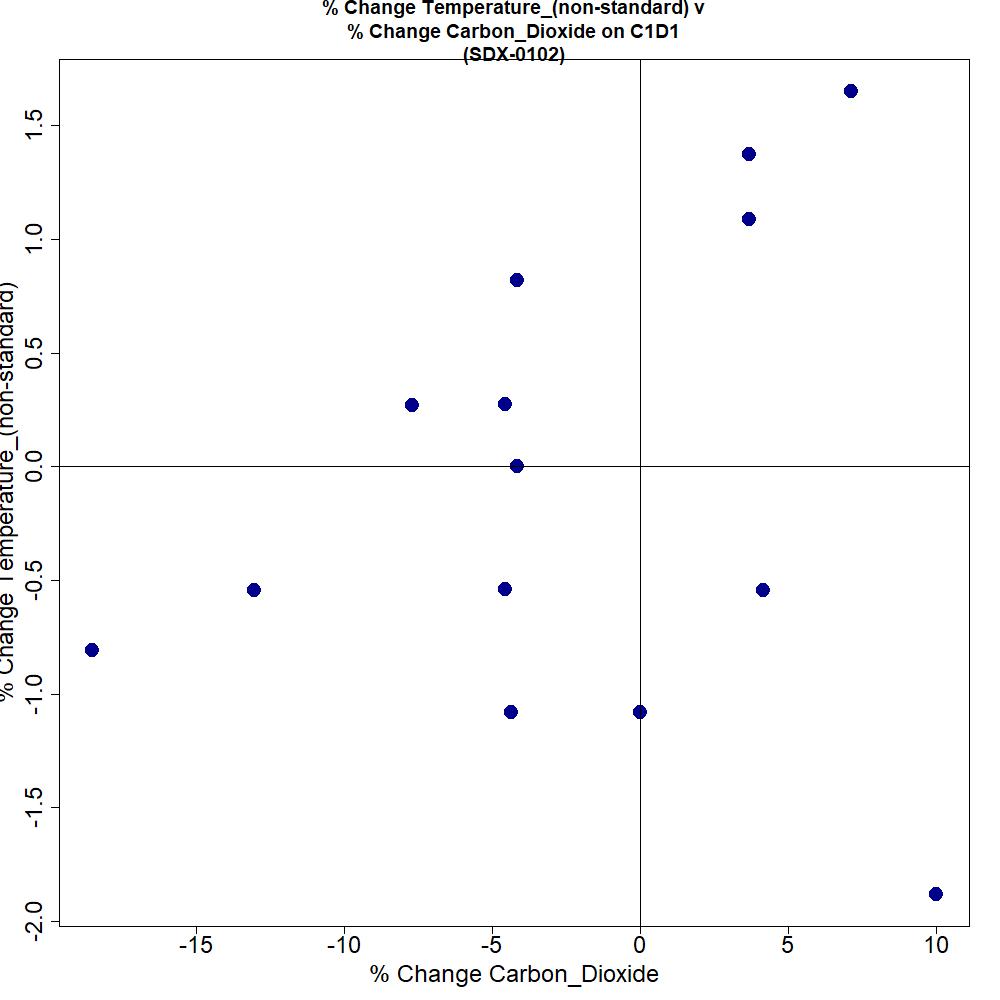 % Change Temperature_(non-standard) v
% Change Carbon_Dioxide on C1D1
(SDX-0102)
% Change Temperature_(non-standard)
1.5
1.0
0.5
0.0
-0.5
-1.0
-1.5
-2.0
-15
-10
-5
0
5
10
% Change Carbon_Dioxide